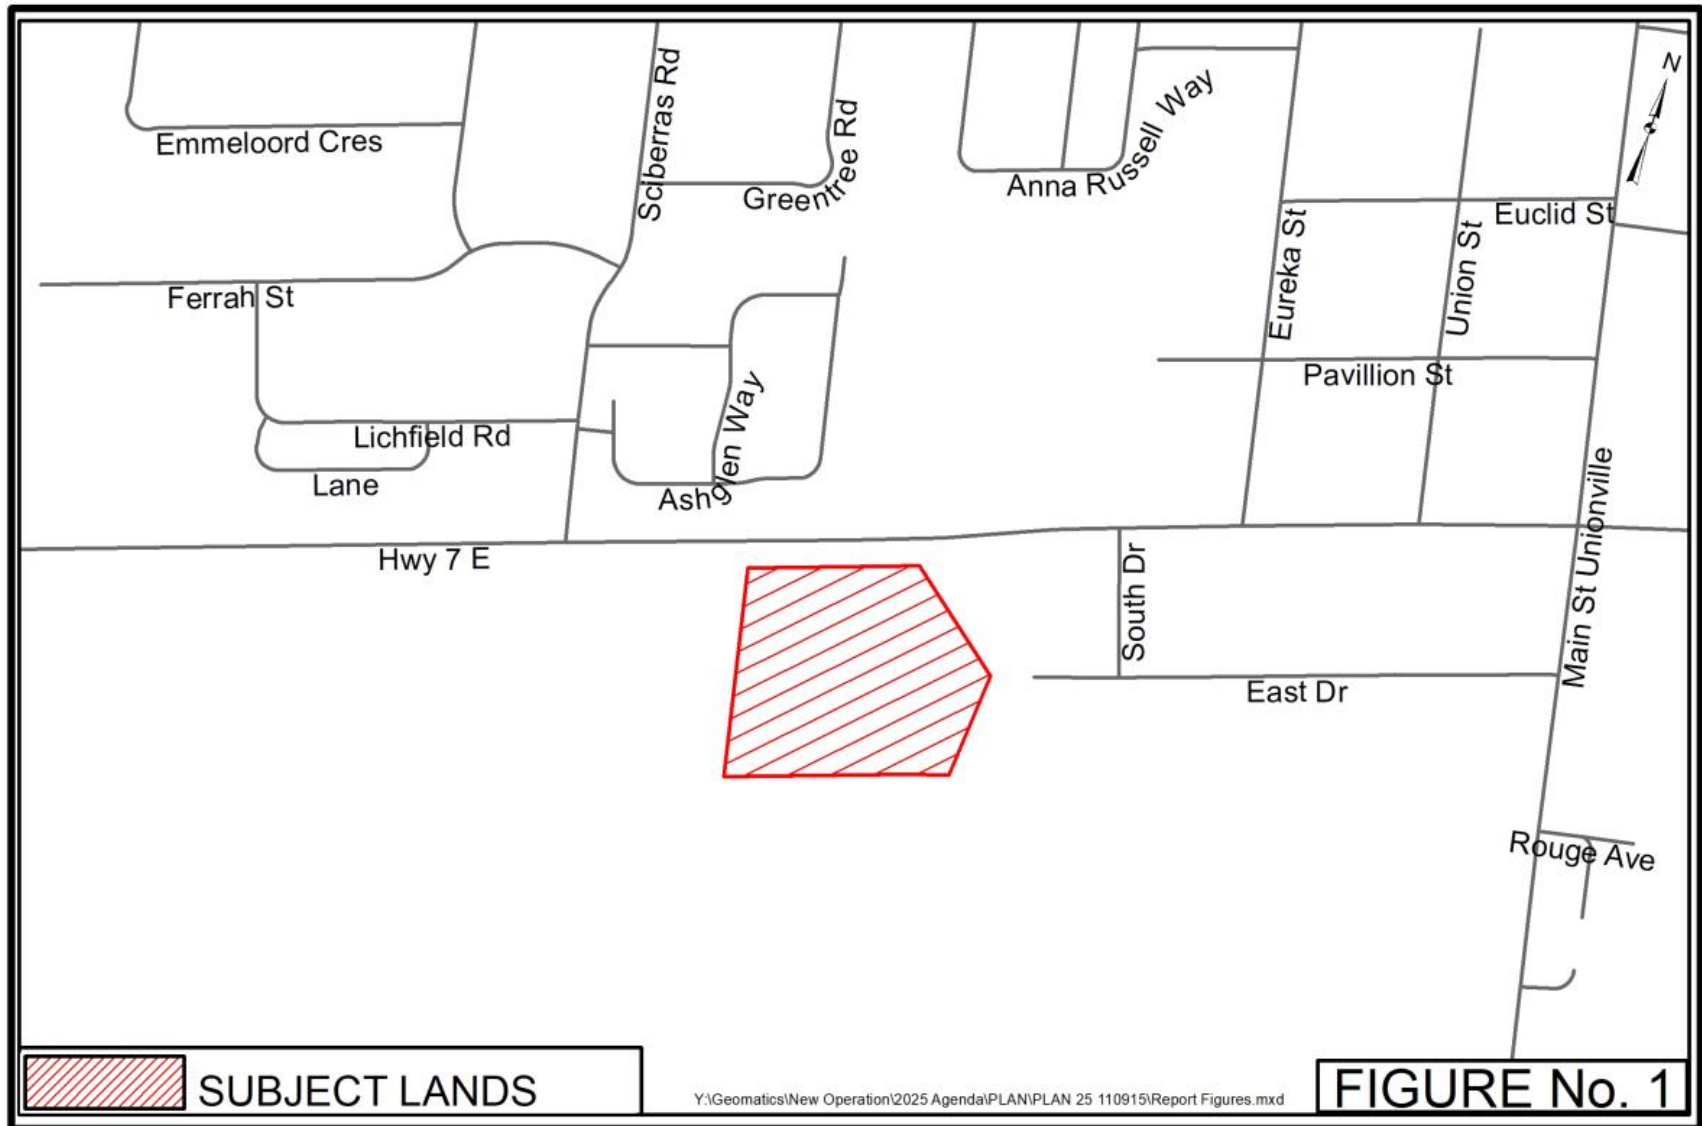 N
Sciberras Rd
Emmeloord Cres
Greentree Rd
Anna Russell Way
Euclid St
Eureka St
Union St
Ferrah St
Pavillion St
Ashglen Way
Lichfield Rd
Lane
Hwy 7 E
Main St Unionville
South Dr
East Dr
Rouge Ave
SUBJECT LANDS
Y:\Geomatics\New Operation\2025 Agenda\PLAN\PLAN 25 110915\Report Figures.mxd
FIGURE No. 1